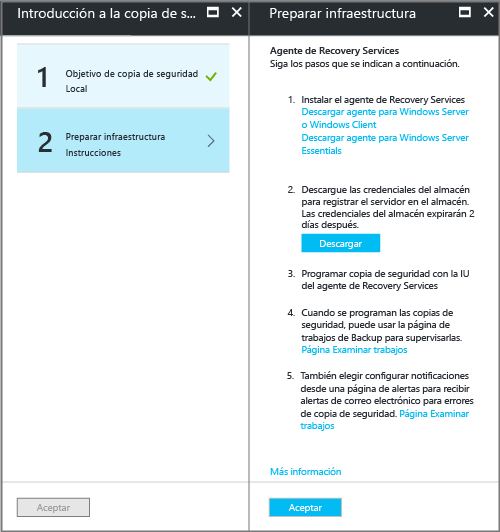 Introducción a la copia de s...
1
Objetivo de copia de seguridad
Local
2
Preparar infraestructura
Instrucciones
Aceptar
Preparar infraestructura
Agente de Recovery Services
Siga los pasos que se indican a continuación.
1. Instalar el agente de Recovery Services
Descargar agente para Windows Server
o Windows Client
Descargar agente para Windows Server
Essentials
2. Descargue las credenciales del almacén
para registrar el servidor en el almacén.
Las credenciales del almacén expirarán 2
días después.
Descargar
3. Programar copia de seguridad con la IU
del agente de Recovery Services
4. Cuando se programan las copias de
seguridad, puede usar la página de
trabajos de Backup para supervisarlas.
Página Examinar trabajos
5. También elegir configurar notificaciones
desde una página de alertas para recibir
alertas de correo electrónico para errores
de copia de seguridad. Página Examinar
trabajos
Más información
Aceptar